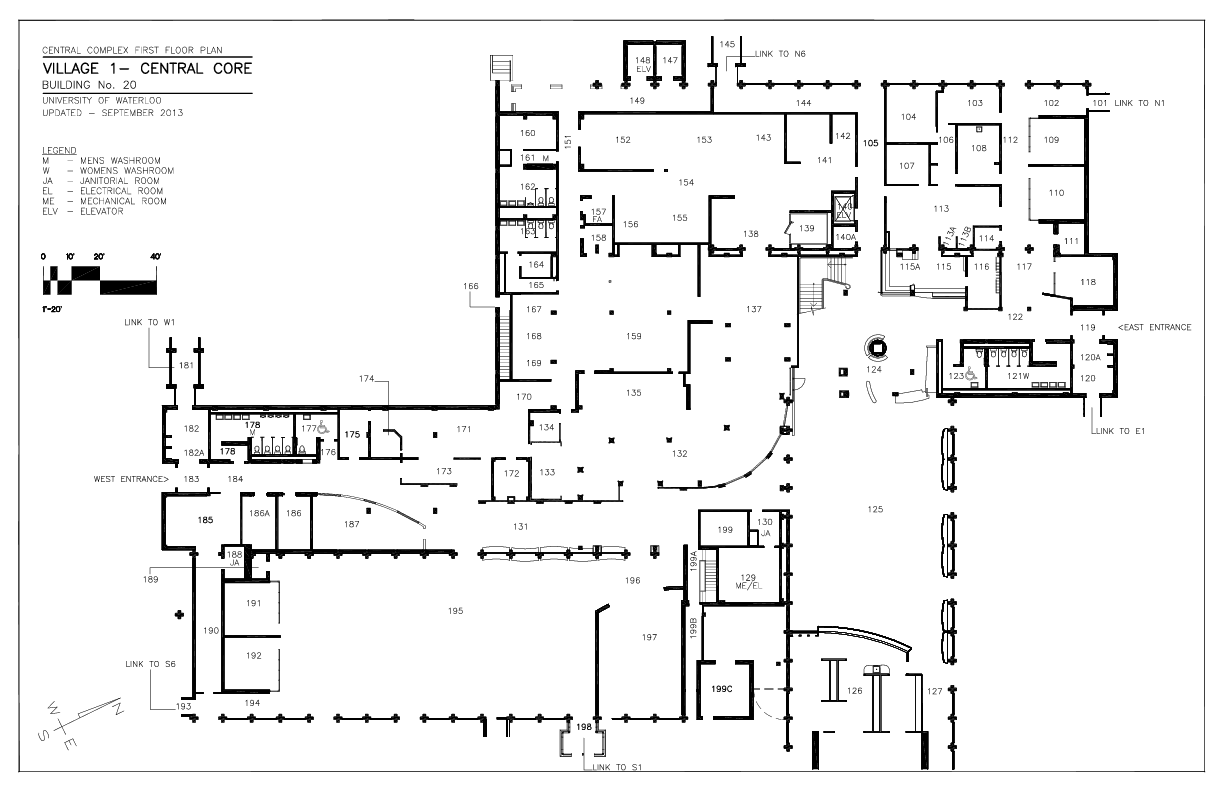 CENTRAL COMPLEX FIRST FLOOR PLAN
VILLAGE 1- CENTRAL CORE
BUILDING No. 20
UNIVERSITY OF WATERLOO
UPDATED - SEPTEMBER 2013
LEGEND
M - MENS WASHROOM
W - WOMENS WASHROOM
JA - JANITORIAL ROOM
EL - ELECTRICAL ROOM
ME - MECHANICAL ROOM
ELV - ELEVATOR
0 10' 20' 40'
1"-20'
145
LINK TO N6
148 147
ELV
149 144 103 102 101 LINK TO N1
104
160 151 152 153 143 142 105 106 112 109
161 M 141 107 108
154
162 110
157 FA 156 155 140 ELV 113
163 158 138 139 140A 113A 113B 114 111
164 115A 115 116 117
165 118
166
167 137 122
LINK TO W1 119 <EAST ENTRANCE
168 159
181 169 124 123 121W 120A
174 120
170 135
182 178 M 177 175 171 134 LINK TO E1
182A 178 176 132
WEST ENTRANCE> 183 184 173 172 133
185 186A 186 187 131 199 130 JA 125
188 JA 199A
189 196 129
ME/EL
191 195
190 197 199B
192
LINK TO S6
199C 126 127
193 194
198
LINK TO S1
N
W
S
E